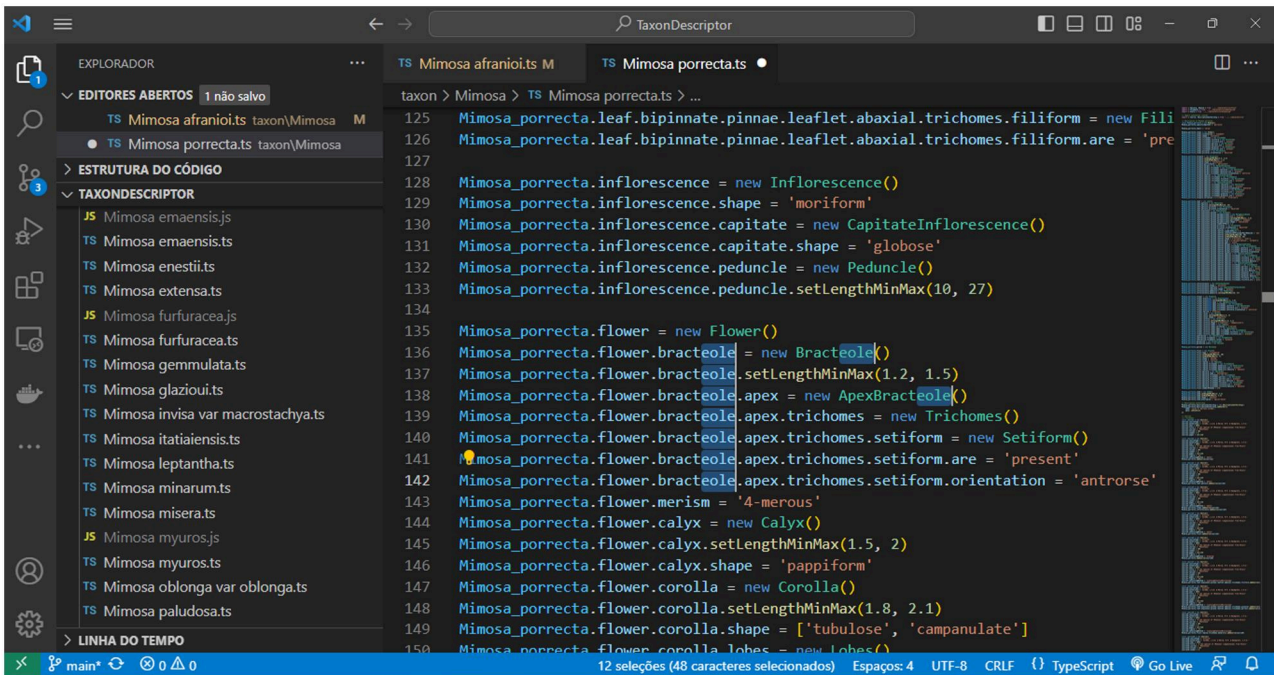 TaxonDescriptor
EXPLORADOR
EDITORES ABERTOS 1 não salvo
TS Mimosa afranioi.ts taxon\Mimosa M
TS Mimosa porrecta.ts taxon\Mimosa
ESTRUTURA DO CÓDIGO
TAXONDESCRIPTOR
JS Mimosa emaensis.js
TS Mimosa emaensis.ts
TS Mimosa enestii.ts
TS Mimosa extensa.ts
JS Mimosa furfuracea.js
TS Mimosa furfuracea.ts
TS Mimosa gemmulata.ts
TS Mimosa glazioui.ts
TS Mimosa invisa var macrostachya.ts
TS Mimosa itatiaiensis.ts
TS Mimosa leptantha.ts
TS Mimosa minarum.ts
TS Mimosa misera.ts
JS Mimosa myuros.js
TS Mimosa myuros.ts
TS Mimosa oblonga var oblonga.ts
TS Mimosa paludosa.ts
LINHA DO TEMPO
1
3
TS Mimosa afranioi.ts M
TS Mimosa porrecta.ts
taxon > Mimosa > TS Mimosa porrecta.ts > ...
125 Mimosa_porrecta.leaf.bipinnate.pinnae.leaflet.abaxial.trichomes.filiform = new Fili
126 Mimosa_porrecta.leaf.bipinnate.pinnae.leaflet.abaxial.trichomes.filiform.are = 'pre
127
128 Mimosa_porrecta.inflorescence = new Inflorescence()
129 Mimosa_porrecta.inflorescence.shape = 'moriform'
130 Mimosa_porrecta.inflorescence.capitate = new CapitateInflorescence()
131 Mimosa_porrecta.inflorescence.capitate.shape = 'globose'
132 Mimosa_porrecta.inflorescence.peduncle = new Peduncle()
133 Mimosa_porrecta.inflorescence.peduncle.setLengthMinMax(10, 27)
134
135 Mimosa_porrecta.flower = new Flower()
136 Mimosa_porrecta.flower.bracteole = new Bracteole()
137 Mimosa_porrecta.flower.bracteole.setLengthMinMax(1.2, 1.5)
138 Mimosa_porrecta.flower.bracteole.apex = new ApexBracteole()
139 Mimosa_porrecta.flower.bracteole.apex.trichomes = new Trichomes()
140 Mimosa_porrecta.flower.bracteole.apex.trichomes.setiform = new Setiform()
141 Mimosa_porrecta.flower.bracteole.apex.trichomes.setiform.are = 'present'
142 Mimosa_porrecta.flower.bracteole.apex.trichomes.setiform.orientation = 'antrorse'
143 Mimosa_porrecta.flower.merism = '4-merous'
144 Mimosa_porrecta.flower.calyx = new Calyx()
145 Mimosa_porrecta.flower.calyx.setLengthMinMax(1.5, 2)
146 Mimosa_porrecta.flower.calyx.shape = 'pappiform'
147 Mimosa_porrecta.flower.corolla = new Corolla()
148 Mimosa_porrecta.flower.corolla.setLengthMinMax(1.8, 2.1)
149 Mimosa_porrecta.flower.corolla.shape = ['tubulose', 'campanulate']
150 Mimosa_porrecta.flower.corolla.lobes = new Lobes()
main* 0 0 12 seleções (48 caracteres selecionados) Espaços: 4 UTF-8 CRLF {} TypeScript Go Live